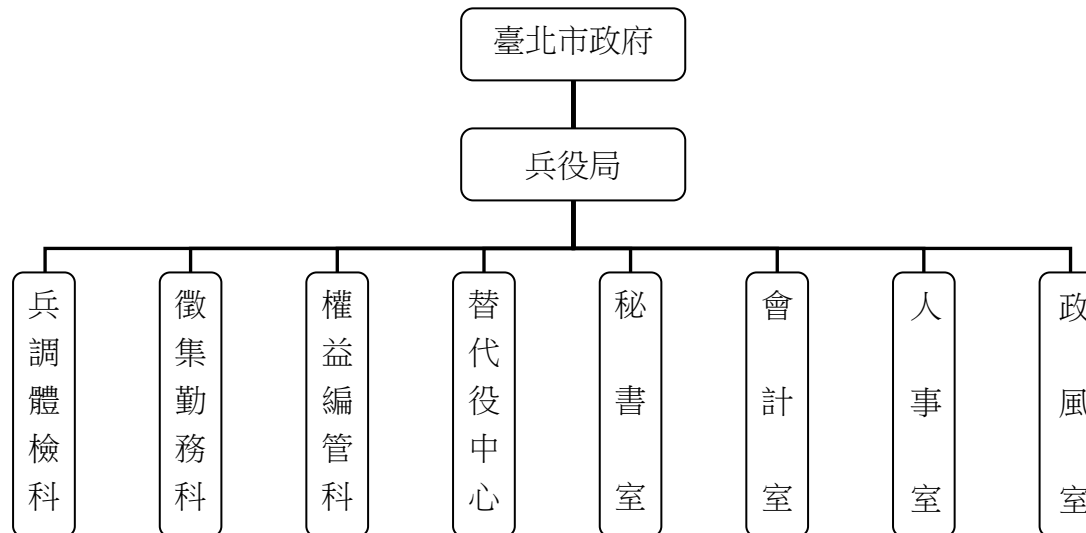 臺北市政府
兵役局
兵調體檢科
徵集勤務科
權益編管科
替代役中心
秘書室
會計室
人事室
政風室